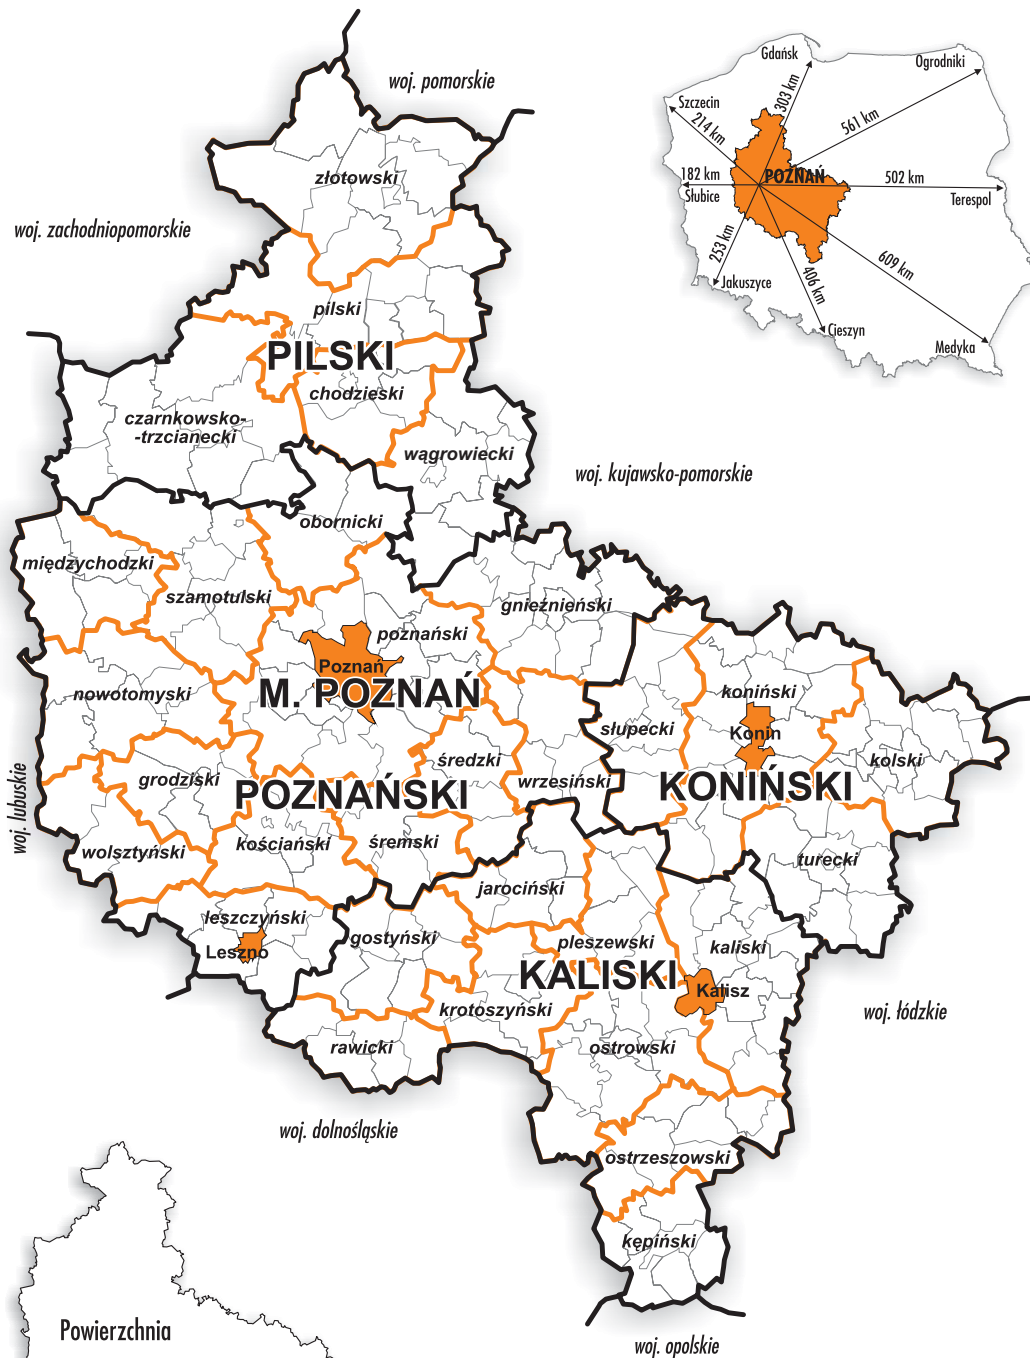 woj. pomorskie
Gdańsk
Ogrodniki
Szczecin
303 km
214 km
561 km
POZNAŃ
182 km
502 km
Słubice
Terespol
253 km
609 km
406 km
Jakuszyce
Cieszyn
Medyka
złotowski
woj. zachodniopomorskie
pilski
PILSKI
chodzieski
czarnkowsko-
-trzcianecki
wągrowiecki
woj. kujawsko-pomorskie
obornicki
międzychodzki
szamotulski
gnieźnieński
poznański
Poznań
M. POZNAŃ
nowotomyski
koniński
słupecki
Konin
kolski
średzki
wrzesiński
grodziski
POZNAŃSKI
KONIŃSKI
woj. lubuskie
kościański
śremski
wolsztyński
turecki
jarociński
leszczyński
Leszno
gostyński
pleszewski
kaliski
KALISKI
Kalisz
krotoszyński
woj. łódzkie
rawicki
ostrowski
woj. dolnośląskie
ostrzeszowski
kępiński
Powierzchnia
woj. opolskie